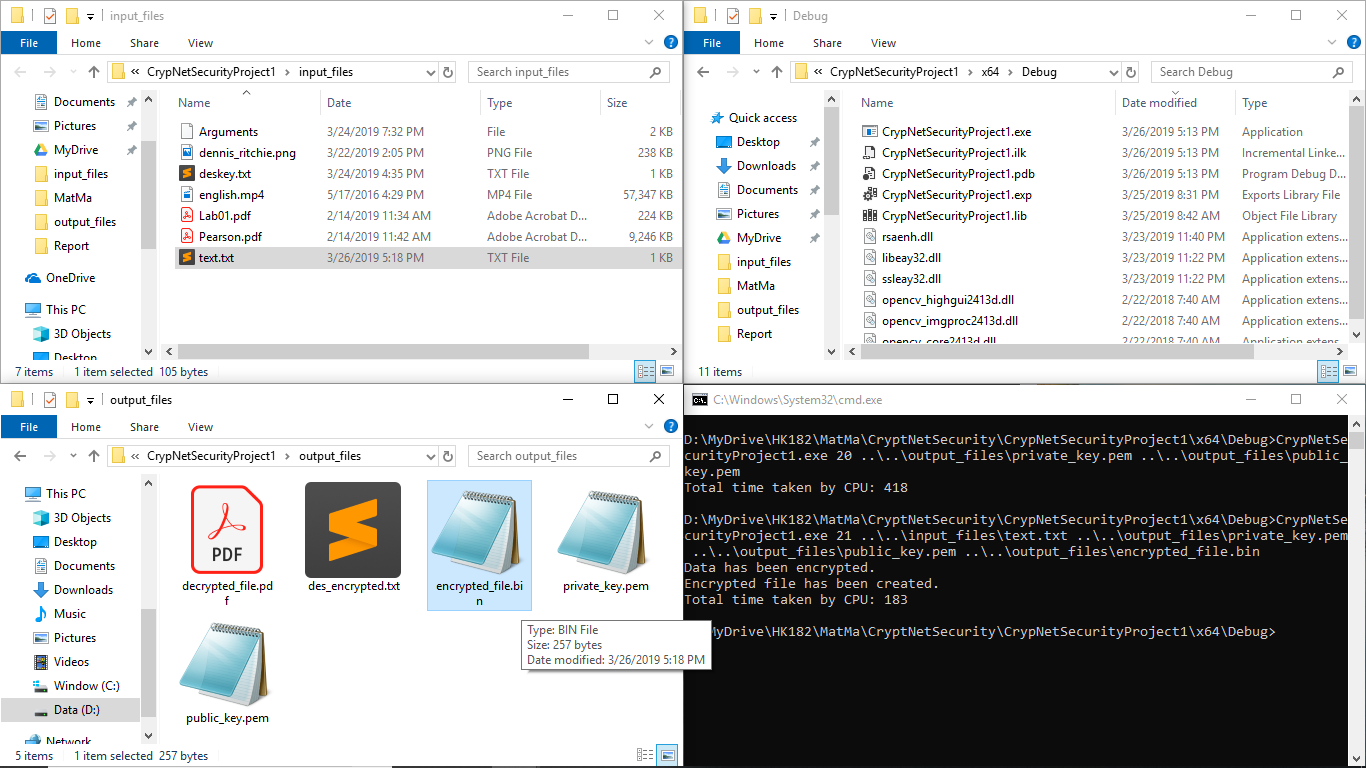 input_files
File Home Share View
« CrypNetSecurityProject1 › input_files
Search input_files
Documents
Pictures
MyDrive
input_files
MatMa
output_files
Report
OneDrive
This PC
3D Objects
Desktop
Name Date Type Size
Arguments 3/24/2019 7:32 PM File 2 KB
dennis_ritchie.png 3/22/2019 2:05 PM PNG File 238 KB
deskey.txt 3/24/2019 4:35 PM TXT File 1 KB
english.mp4 5/17/2016 4:29 PM MP4 File 57,347 KB
Lab01.pdf 2/14/2019 11:34 AM Adobe Acrobat D... 224 KB
Pearson.pdf 2/14/2019 11:42 AM Adobe Acrobat D... 9,246 KB
text.txt 3/26/2019 5:18 PM TXT File 1 KB
7 items 1 item selected 105 bytes
Debug
File Home Share View
« CrypNetSecurityProject1 › x64 › Debug
Search Debug
Quick access
Desktop
Downloads
Documents
Pictures
MyDrive
input_files
MatMa
output_files
Report
Name Date modified Type
CrypNetSecurityProject1.exe 3/26/2019 5:13 PM Application
CrypNetSecurityProject1.ilk 3/26/2019 5:13 PM Incremental Linke...
CrypNetSecurityProject1.pdb 3/26/2019 5:13 PM Program Debug D...
CrypNetSecurityProject1.exp 3/25/2019 8:31 PM Exports Library File
CrypNetSecurityProject1.lib 3/25/2019 8:42 AM Object File Library
rsaenh.dll 3/23/2019 11:40 PM Application extens...
libeay32.dll 3/23/2019 11:22 PM Application extens...
ssleay32.dll 3/23/2019 11:22 PM Application extens...
opencv_highgui2413d.dll 2/22/2018 7:40 AM Application extens...
opencv_imgproc2413d.dll 2/22/2018 7:40 AM Application extens...
opencv_core2413d.dll 2/22/2018 7:40 AM Application extens...
11 items
output_files
File Home Share View
« CrypNetSecurityProject1 › output_files
Search output_files
This PC
3D Objects
Desktop
Documents
Downloads
Music
Pictures
Videos
Window (C:)
Data (D:)
Network
PDF
decrypted_file.pd
f
des_encrypted.txt
encrypted_file.bi
n
private_key.pem
public_key.pem
Type: BIN File
Size: 257 bytes
Date modified: 3/26/2019 5:18 PM
5 items 1 item selected 257 bytes
C:\Windows\System32\cmd.exe
D:\MyDrive\HK182\MatMa\CryptNetSecurity\CrypNetSecurityProject1\x64\Debug>CrypNetSe
curityProject1.exe 20 ..\..\output_files\private_key.pem ..\..\output_files\public_
key.pem
Total time taken by CPU: 418
D:\MyDrive\HK182\MatMa\CryptNetSecurity\CrypNetSecurityProject1\x64\Debug>CrypNetSe
curityProject1.exe 21 ..\..\input_files\text.txt ..\..\output_files\private_key.pem
..\..\output_files\public_key.pem ..\..\output_files\encrypted_file.bin
Data has been encrypted.
Encrypted file has been created.
Total time taken by CPU: 183
MyDrive\HK182\MatMa\CryptNetSecurity\CrypNetSecurityProject1\x64\Debug>